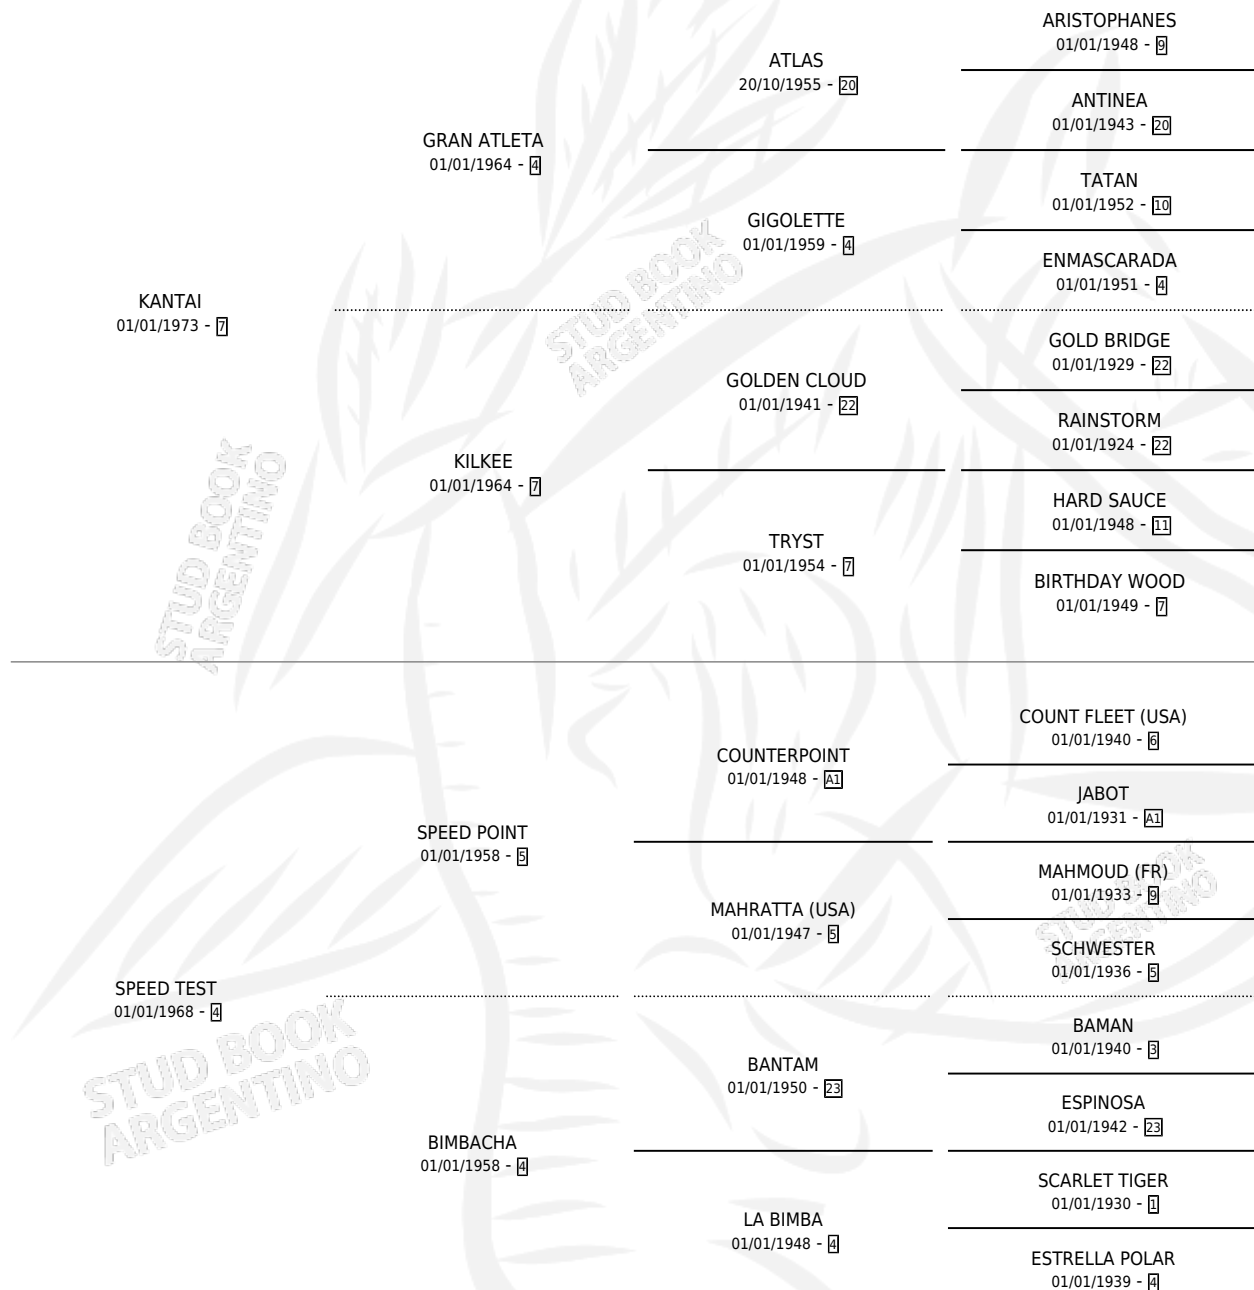 ARISTOPHANES
01/01/1948 - 9
ATLAS
20/10/1955 - 20
ANTINEA
01/01/1943 - 20
GRAN ATLETA
01/01/1964 - 4
TATAN
01/01/1952 - 10
GIGOLETTE
01/01/1959 - 4
ENMASCARADA
01/01/1951 - 4
KANTAI
01/01/1973 - 7
STUD BOOK
ARGENTINO
GOLD BRIDGE
01/01/1929 - 22
GOLDEN CLOUD
01/01/1941 - 22
RAINSTORM
01/01/1924 - 22
KILKEE
01/01/1964 - 7
HARD SAUCE
01/01/1948 - 11
TRYST
01/01/1954 - 7
BIRTHDAY WOOD
01/01/1949 - 7
STUD BOOK
ARGENTINO
COUNT FLEET (USA)
01/01/1940 - 6
COUNTERPOINT
01/01/1948 - A1
JABOT
01/01/1931 - A1
SPEED POINT
01/01/1958 - 5
MAHMOUD (FR)
01/01/1933 - 9
MAHRATTA (USA)
01/01/1947 - 5
STUD BOOK
ARGENTINO
SCHWESTER
01/01/1936 - 5
SPEED TEST
01/01/1968 - 4
BAMAN
01/01/1940 - 3
STUD BOOK
ARGENTINO
BANTAM
01/01/1950 - 23
ESPINOSA
01/01/1942 - 23
BIMBACHA
01/01/1958 - 4
SCARLET TIGER
01/01/1930 - 1
LA BIMBA
01/01/1948 - 4
ESTRELLA POLAR
01/01/1939 - 4